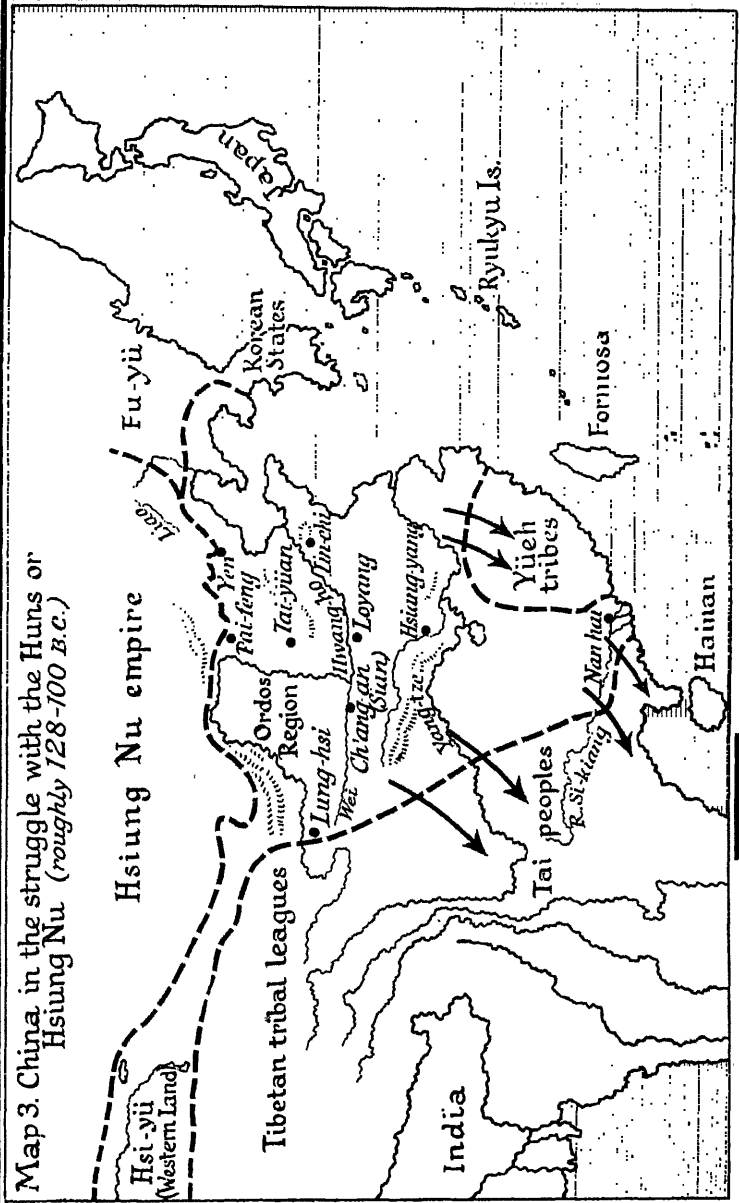 Map 3. China in the struggle with the Huns or
Hsiung Nu (roughly 128-100 B.C.)
Hsiung Nu empire
Fu-yü
Liao
Japan
Korean
States
Hsi-yü
(Western Land)
Yen
Pai-feng
Tai-yuan
Lin-chi
Ordos
Region
Hwang-ho
Lung-hsi
Wei
Ch'ang-an
(Sian)
Loyang
Tibetan tribal leagues
Hsiang-yang
Yang-tze
Ryukyu Is.
India
Tai peoples
R. Si-kiang
Yüeh
tribes
Nan hai
Formosa
Hainan